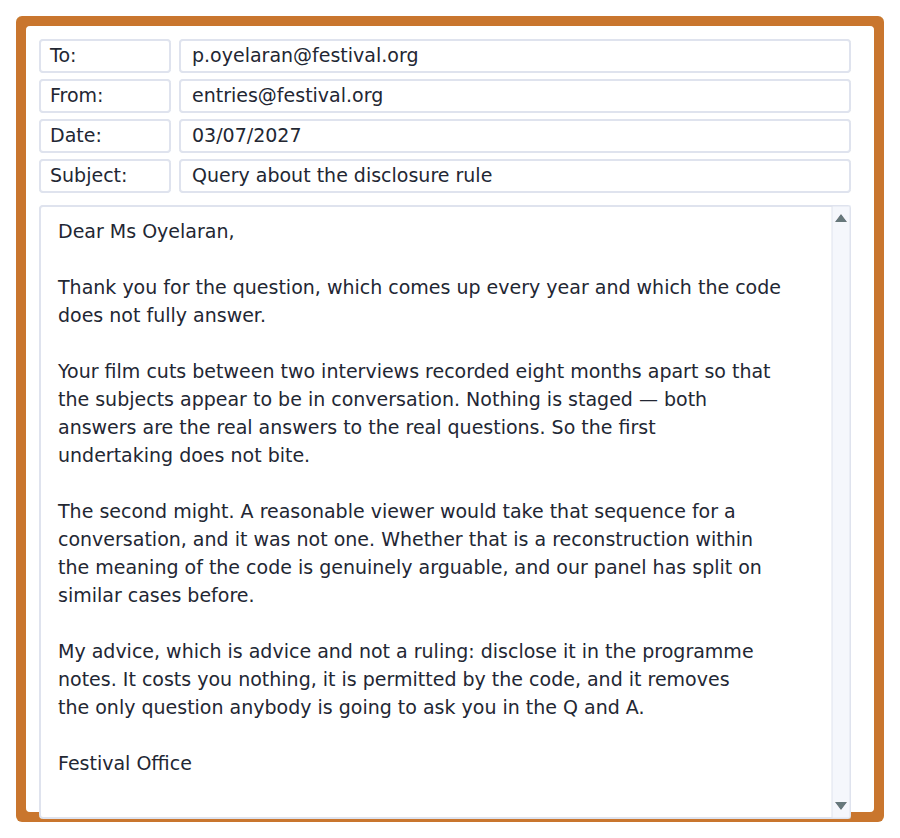 To: p.oyelaran@festival.org
From: entries@festival.org
Date: 03/07/2027
Subject: Query about the disclosure rule
Dear Ms Oyelaran,
Thank you for the question, which comes up every year and which the code
does not fully answer.
Your film cuts between two interviews recorded eight months apart so that
the subjects appear to be in conversation. Nothing is staged — both
answers are the real answers to the real questions. So the first
undertaking does not bite.
The second might. A reasonable viewer would take that sequence for a
conversation, and it was not one. Whether that is a reconstruction within
the meaning of the code is genuinely arguable, and our panel has split on
similar cases before.
My advice, which is advice and not a ruling: disclose it in the programme
notes. It costs you nothing, it is permitted by the code, and it removes
the only question anybody is going to ask you in the Q and A.
Festival Office